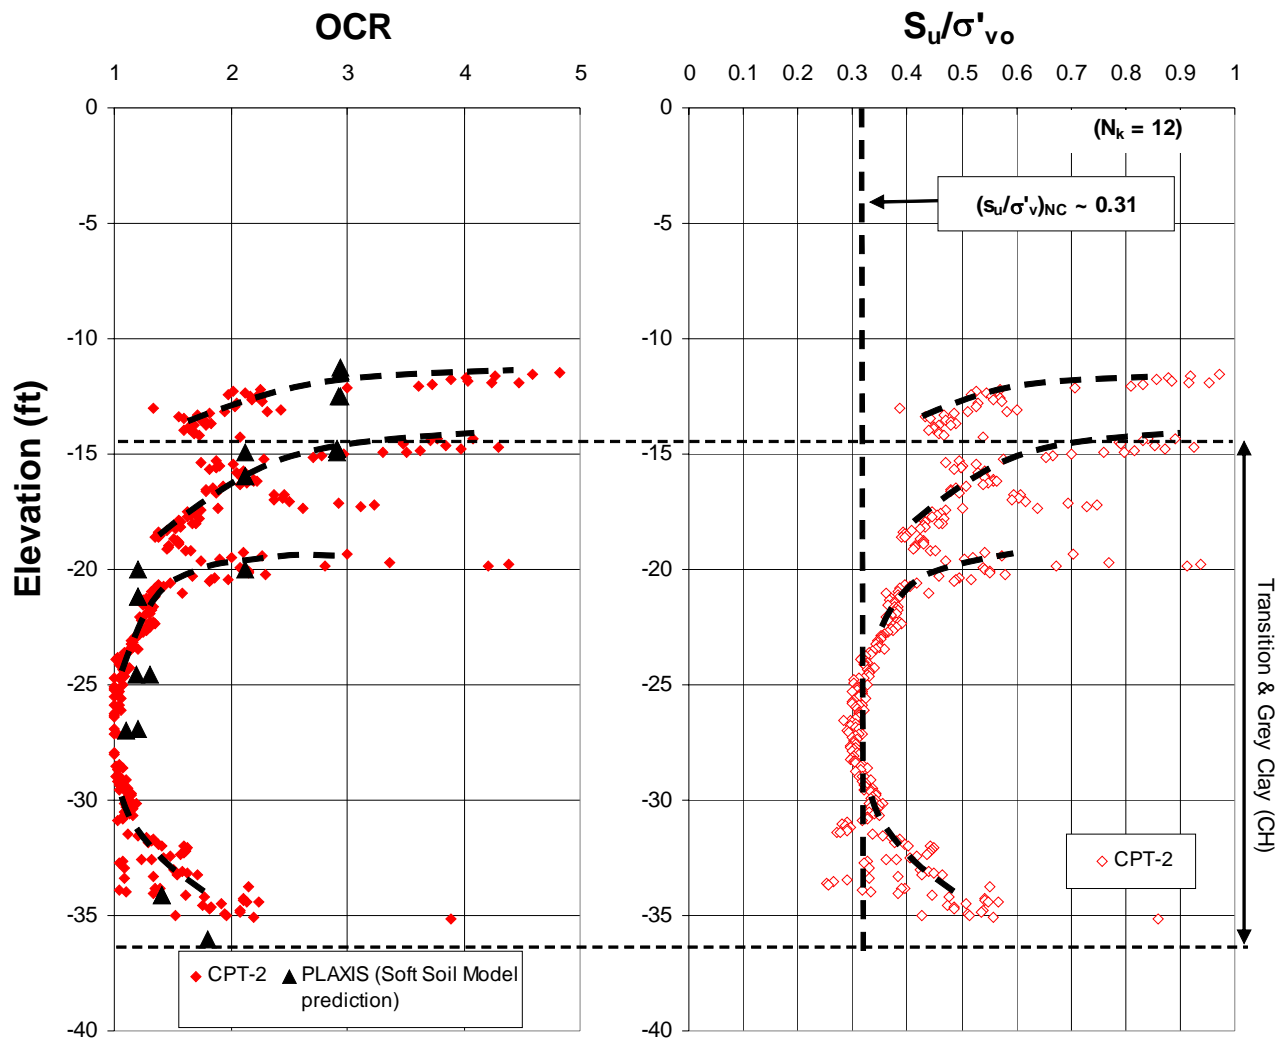 OCR
1 2 3 4 5
0
-5
-10
-15
-20
-25
-30
-35
-40
Elevation (ft)
CPT-2 PLAXIS (Soft Soil Model
prediction)
Su/σ'vo
0 0.1 0.2 0.3 0.4 0.5 0.6 0.7 0.8 0.9 1
0
-5
-10
-15
-20
-25
-30
-35
-40
(Nk = 12)
(su/σ'v)NC ~ 0.31
CPT-2
Transition & Grey Clay (CH)